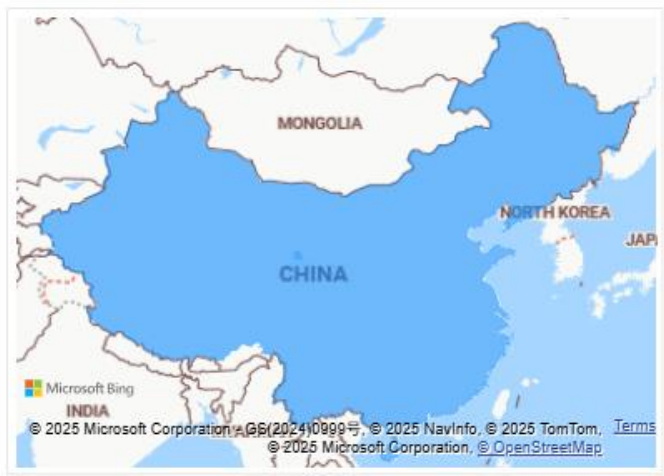 MONGOLIA
NORTH KOREA
JAP
CHINA
Microsoft Bing
INDIA
© 2025 Microsoft Corporation, GS(2024)0999号, © 2025 NavInfo, © 2025 TomTom, Terms
© 2025 Microsoft Corporation, © OpenStreetMap